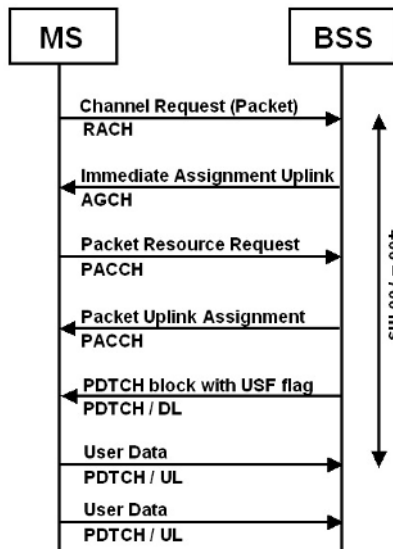 MS
BSS
Channel Request (Packet)
RACH
Immediate Assignment Uplink
AGCH
Packet Resource Request
PACCH
Packet Uplink Assignment
PACCH
PDTCH block with USF flag
PDTCH / DL
User Data
PDTCH / UL
User Data
PDTCH / UL